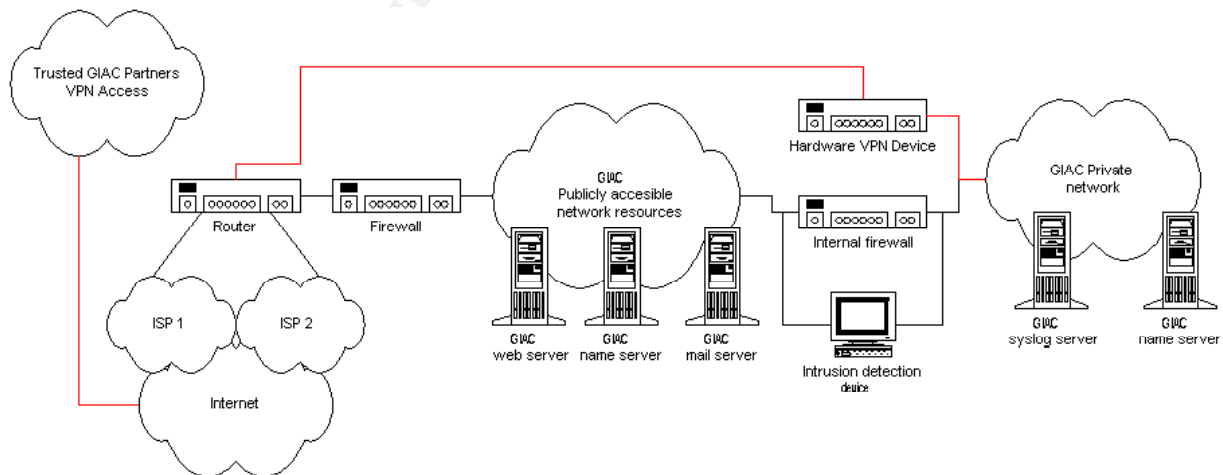 Trusted GIAC Partners
VPN Access
Hardware VPN Device
GIAC Private
network
GIAC
Publicly accesible
network resources
Router
Firewall
Internal firewall
ISP 1
ISP 2
GIAC
web server
GIAC
name server
GIAC
mail server
GIAC
syslog server
GIAC
name server
Intrusion detection
device
Internet